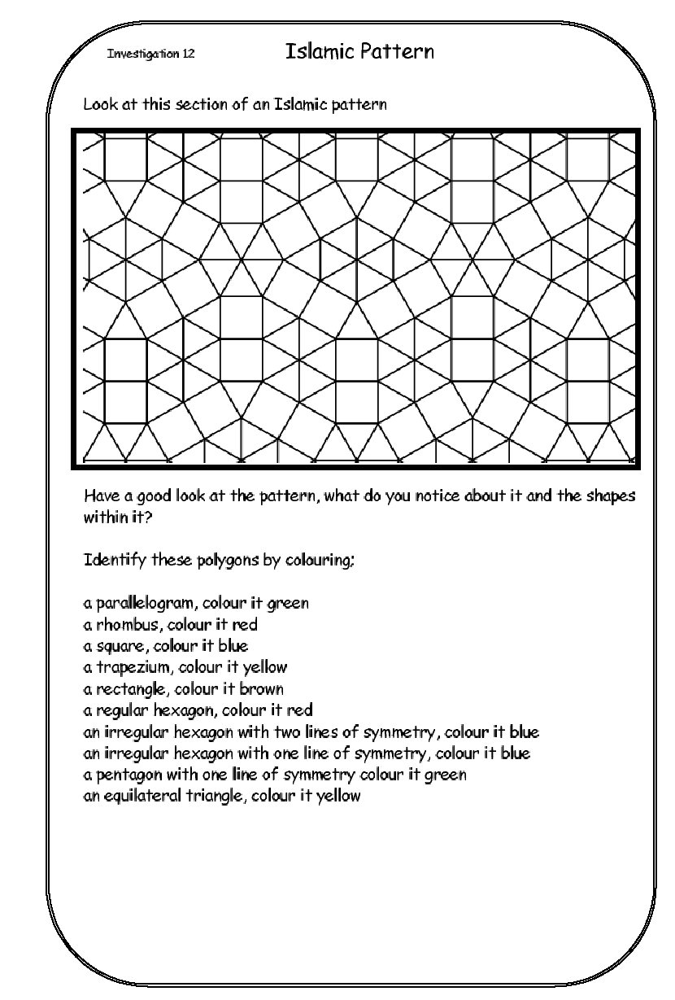 Investigation 12
Islamic Pattern
Look at this section of an Islamic pattern
Have a good look at the pattern, what do you notice about it and the shapes
within it?
Identify these polygons by colouring;
a parallelogram, colour it green
a rhombus, colour it red
a square, colour it blue
a trapezium, colour it yellow
a rectangle, colour it brown
a regular hexagon, colour it red
an irregular hexagon with two lines of symmetry, colour it blue
an irregular hexagon with one line of symmetry, colour it blue
a pentagon with one line of symmetry colour it green
an equilateral triangle, colour it yellow